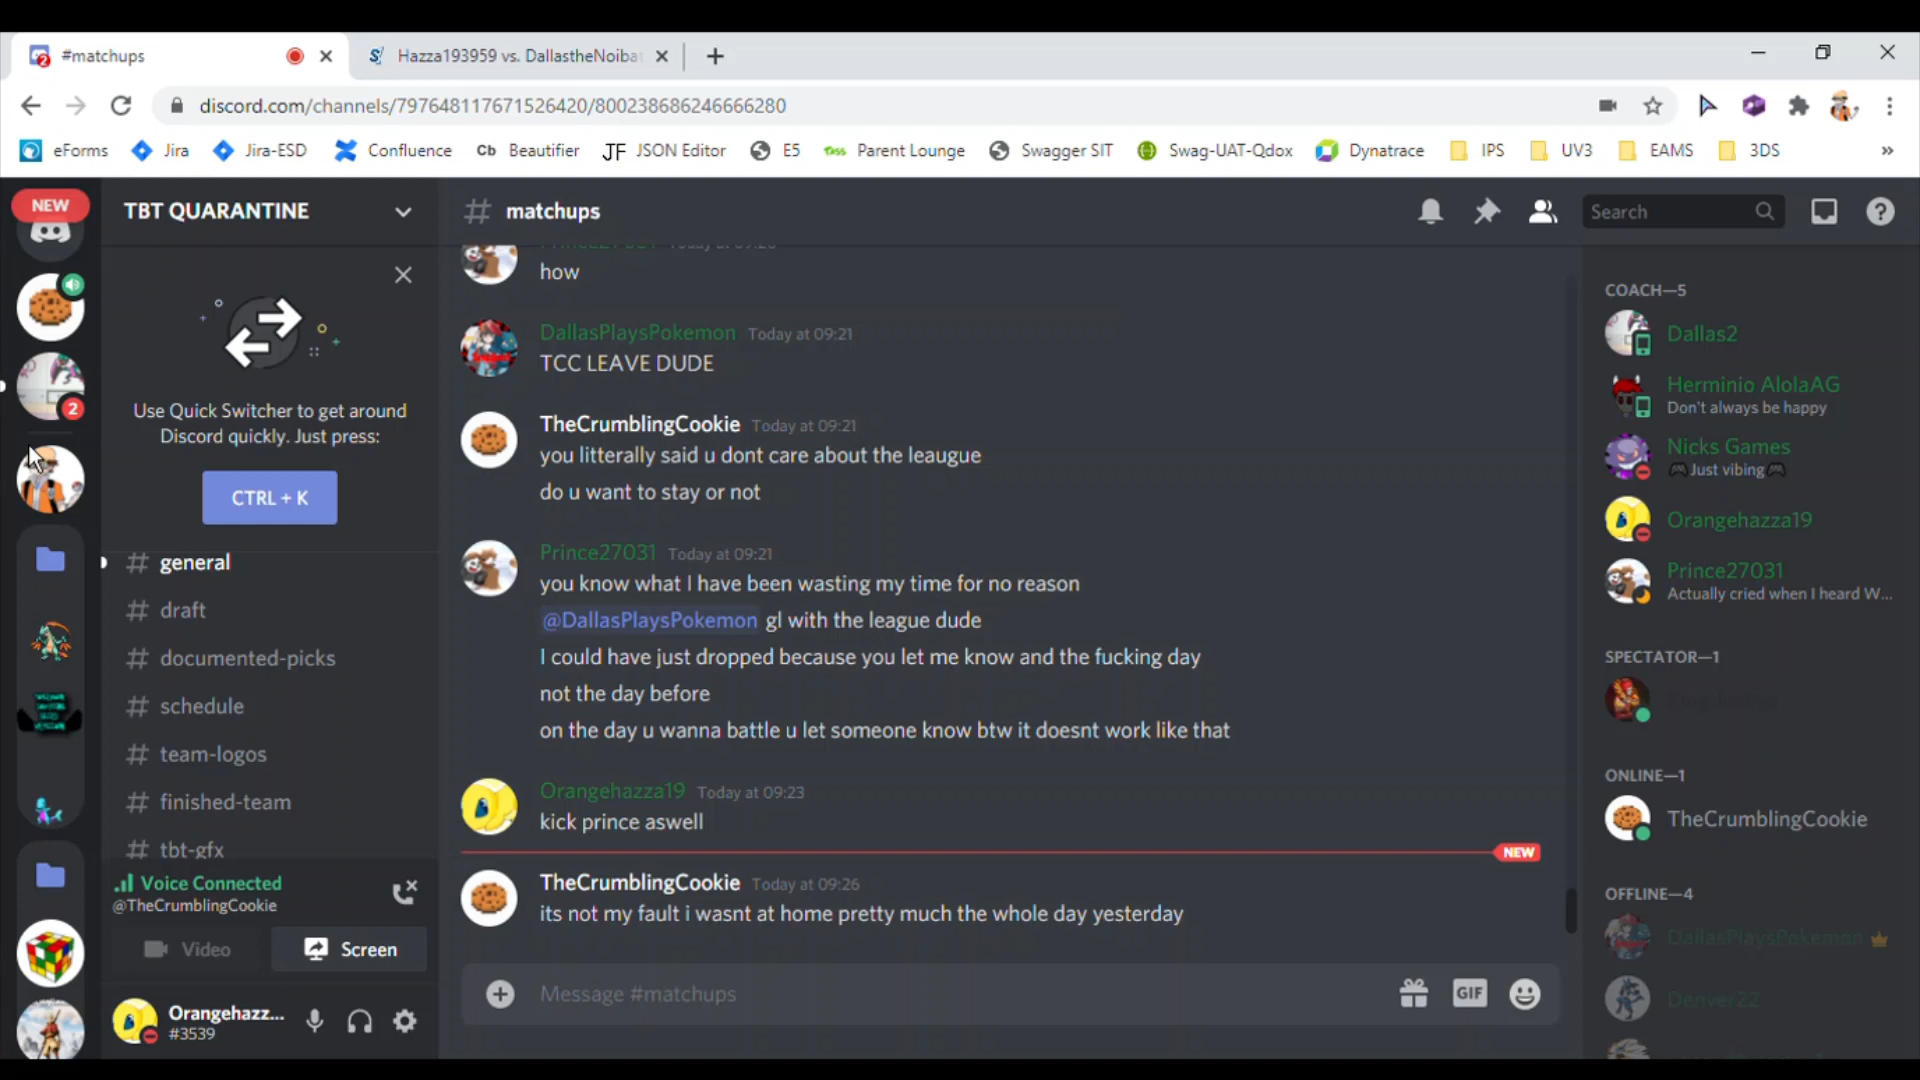 #matchups
Hazza193959 vs. DallastheNoibat
discord.com/channels/797648117671526420/800238686246666280
eForms Jira Jira-ESD Confluence Cb Beautifier JF JSON Editor E5 Parent Lounge Swagger SIT Swag-UAT-Qdox Dynatrace IPS UV3 EAMS 3DS »
NEW
2
TBT QUARANTINE
Use Quick Switcher to get around
Discord quickly. Just press:
CTRL + K
# general
# draft
# documented-picks
# schedule
# team-logos
# finished-team
# tbt-gfx
Voice Connected
@TheCrumblingCookie
Video Screen
Orangehazz...
#3539
# matchups
Search
how
DallasPlaysPokemon Today at 09:21
TCC LEAVE DUDE
TheCrumblingCookie Today at 09:21
you litterally said u dont care about the leaugue
do u want to stay or not
Prince27031 Today at 09:21
you know what I have been wasting my time for no reason
@DallasPlaysPokemon gl with the league dude
I could have just dropped because you let me know and the fucking day
not the day before
on the day u wanna battle u let someone know btw it doesnt work like that
Orangehazza19 Today at 09:23
kick prince aswell
NEW
TheCrumblingCookie Today at 09:26
its not my fault i wasnt at home pretty much the whole day yesterday
Message #matchups
GIF
COACH—5
Dallas2
Herminio AlolaAG
Don't always be happy
Nicks Games
Just vibing
Orangehazza19
Prince27031
Actually cried when I heard W...
SPECTATOR—1
ONLINE—1
TheCrumblingCookie
OFFLINE—4
DallasPlaysPokemon
Denver22